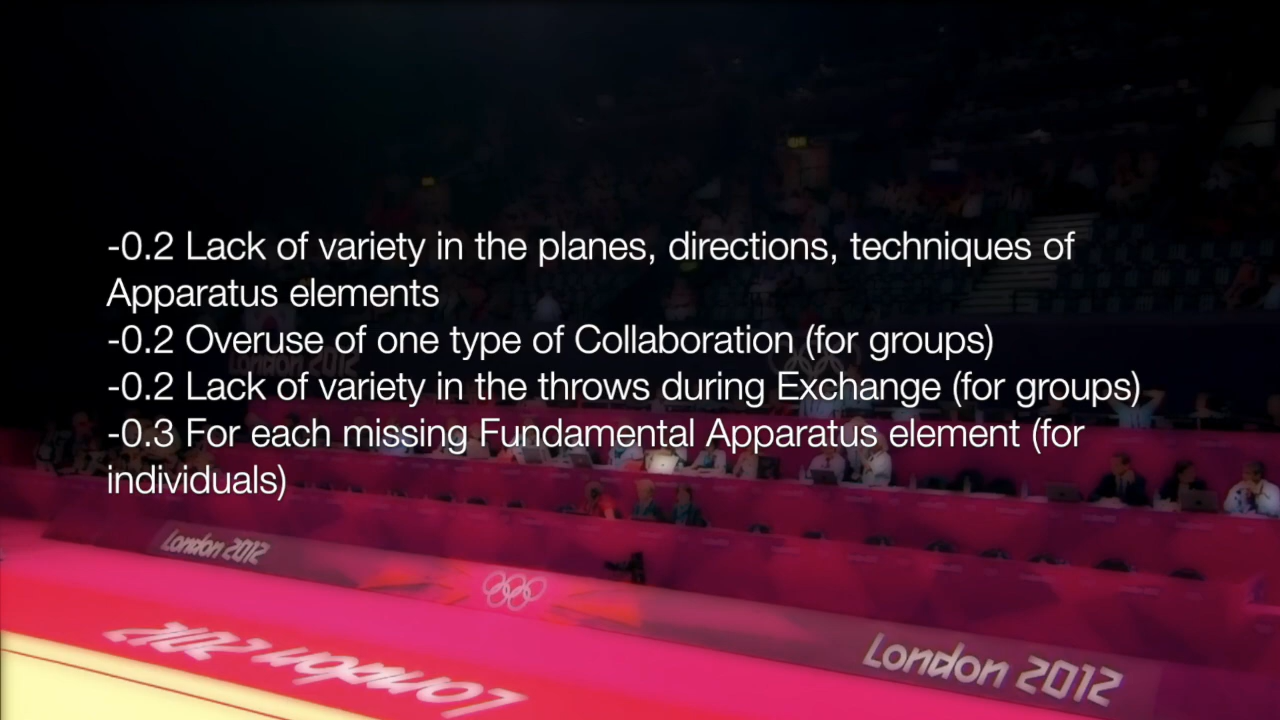 -0.2 Lack of variety in the planes, directions, techniques of
Apparatus elements
-0.2 Overuse of one type of Collaboration (for groups)
-0.2 Lack of variety in the throws during Exchange (for groups)
-0.3 For each missing Fundamental Apparatus element (for
individuals)
London 2012
London 2012
London 2012
London 2012